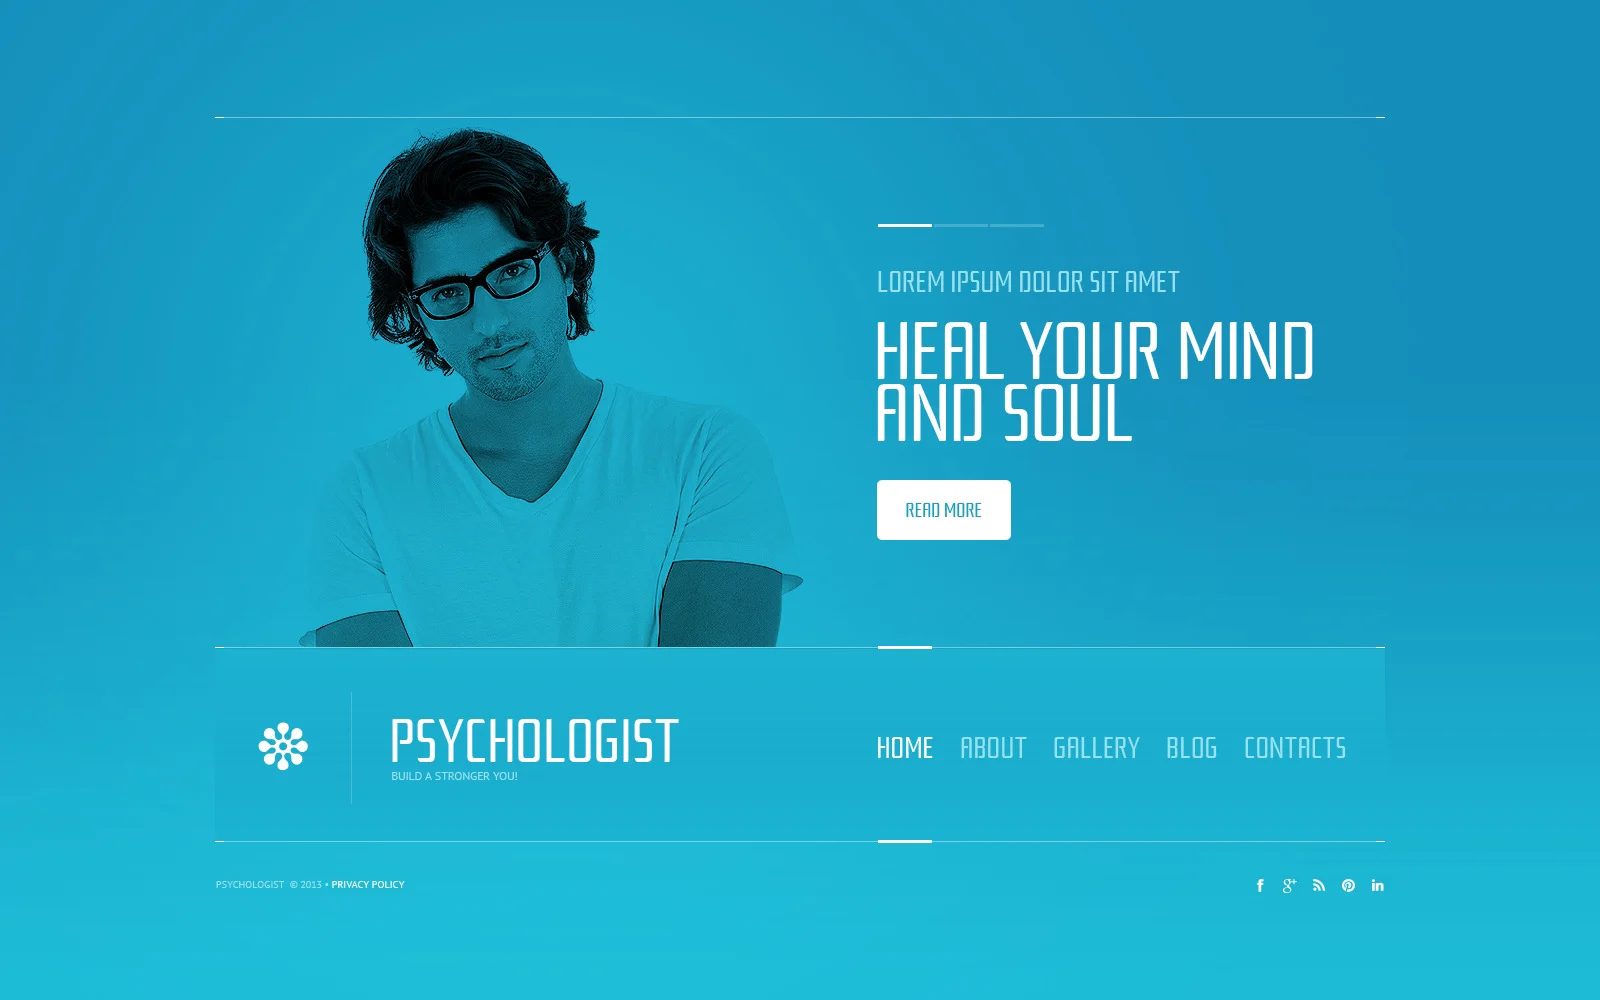 LOREM IPSUM DOLOR SIT AMET
HEAL YOUR MIND
AND SOUL
READ MORE
PSYCHOLOGIST
BUILD A STRONGER YOU!
HOME ABOUT GALLERY BLOG CONTACTS
PSYCHOLOGIST © 2013 • PRIVACY POLICY
f g+ in